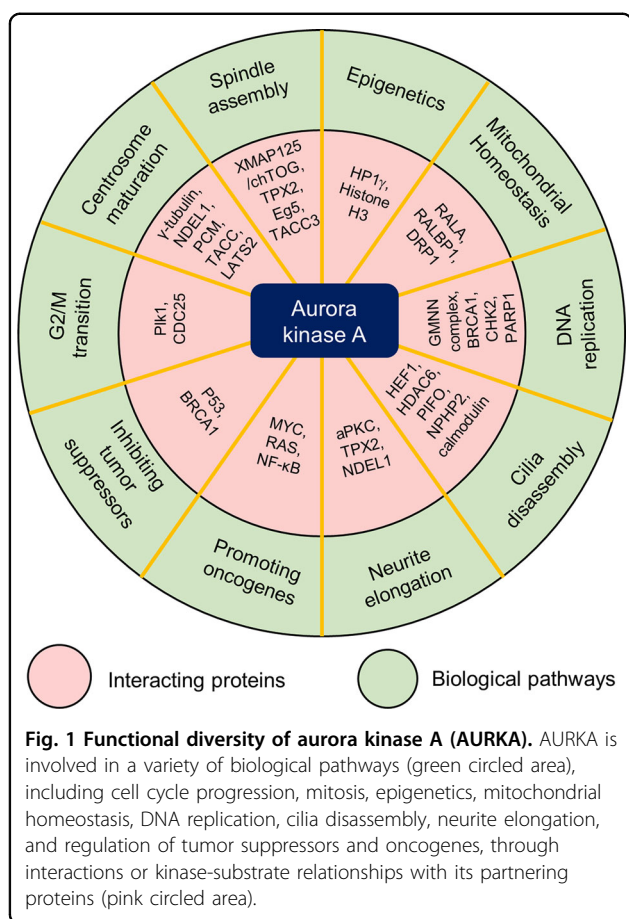 Spindle
assembly
Epigenetics
Mitochondrial
Homeostasis
DNA
replication
Cilia
disassembly
Neurite
elongation
Promoting
oncogenes
Inhibiting
tumor
suppressors
G2/M
transition
Centrosome
maturation
XMAP125
/chTOG,
TPX2,
Eg5,
TACC3
HP1γ,
Histone
H3
RALA,
RALBP1,
DRP1
GMNN
complex,
BRCA1,
CHK2,
PARP1
HEF1,
HDAC6,
PIFO,
NPHP2,
calmodulin
aPKC,
TPX2,
NDEL1
MYC,
RAS,
NF-κB
P53,
BRCA1
Plk1,
CDC25
γ-tubulin,
NDEL1,
PCM,
TACC,
LATS2
Aurora
kinase A
Interacting proteins
Biological pathways
Fig. 1 Functional diversity of aurora kinase A (AURKA). AURKA is
involved in a variety of biological pathways (green circled area),
including cell cycle progression, mitosis, epigenetics, mitochondrial
homeostasis, DNA replication, cilia disassembly, neurite elongation,
and regulation of tumor suppressors and oncogenes, through
interactions or kinase-substrate relationships with its partnering
proteins (pink circled area).